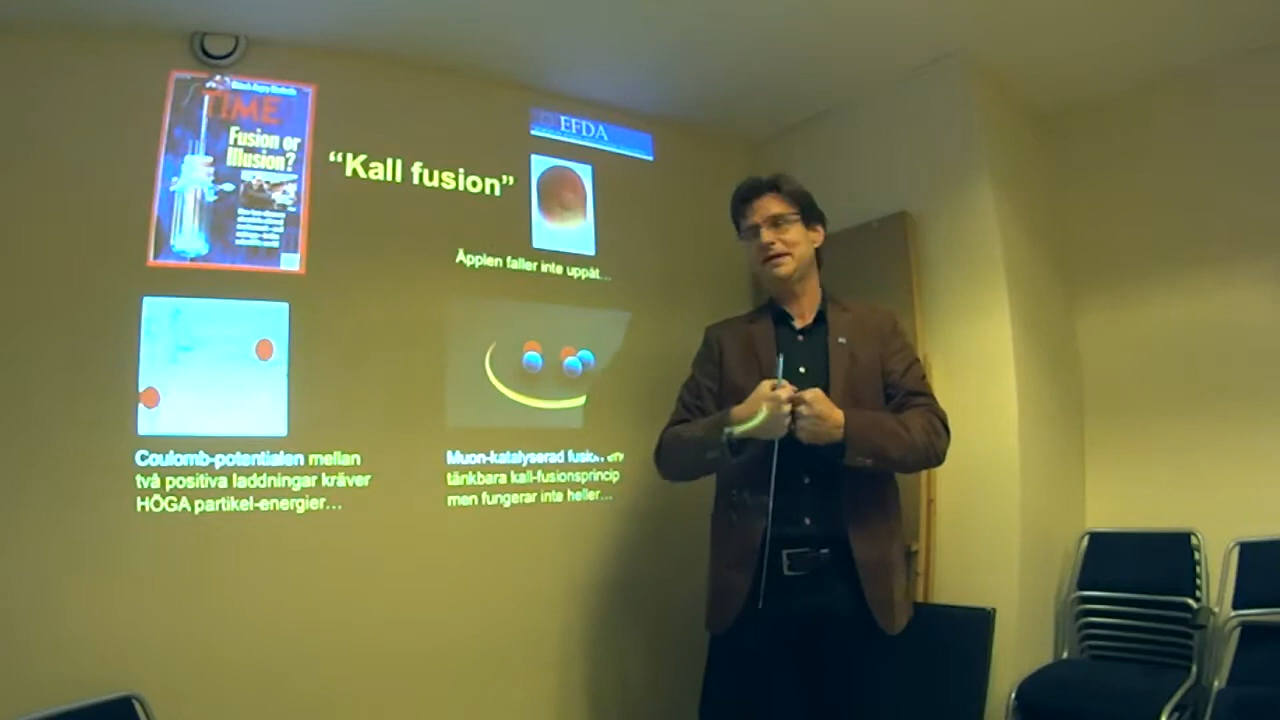 TIME
Fusion or
Illusion?
"Kall fusion"
EFDA
Äpplen faller inte uppåt...
Coulomb-potentialen mellan
två positiva laddningar kräver
HÖGA partikel-energier...
Muon-katalyserad fusion
tänkbara kall-fusionsprincip
men fungerar inte heller...